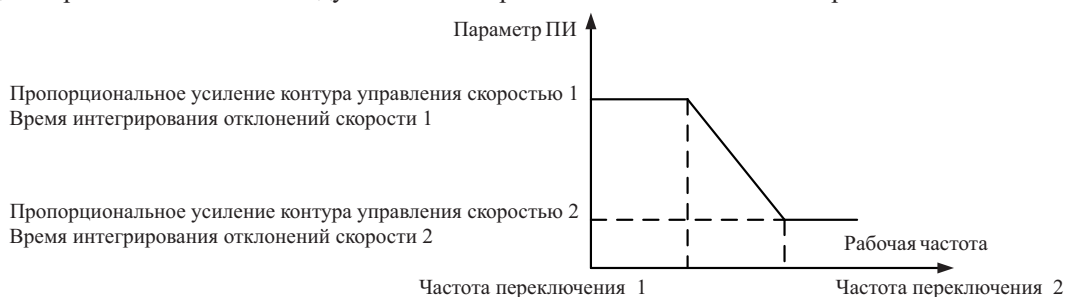 Параметр ПИ
Пропорциональное усиление контура управления скоростью 1
Время интегрирования отклонений скорости 1
Пропорциональное усиление контура управления скоростью 2
Время интегрирования отклонений скорости 2
Рабочая частота
Частота переключения 1
Частота переключения 2